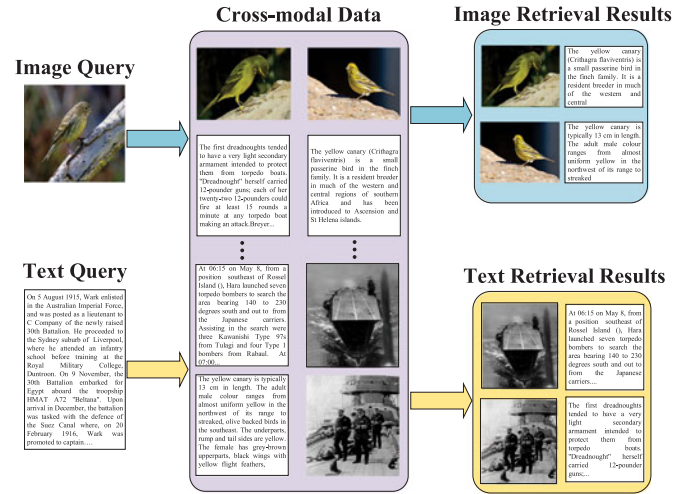 Cross-modal Data
Image Retrieval Results
Image Query
The yellow canary
(Crithagra flaviventris) is
a small passerine bird in
the finch family. It is a
resident breeder in much
of the western and
central
The yellow canary is
typically 13 cm in length.
The adult male colour
ranges from almost
uniform yellow in the
northwest of its range to
streaked
The first dreadnoughts tended
to have a very light secondary
armament intended to protect
them from torpedo boats.
"Dreadnought" herself carried
12-pounder guns; each of her
twenty-two 12-pounders could
fire at least 15 rounds a
minute at any torpedo boat
making an attack.Breyer...
The yellow canary (Crithagra
flaviventris) is a small
passerine bird in the finch
family. It is a resident breeder
in much of the western and
central regions of southern
Africa and has been
introduced to Ascension and
St Helena islands.
Text Query
On 5 August 1915, Wark enlisted
in the Australian Imperial Force,
and was posted as a lieutenant to
C Company of the newly raised
30th Battalion. He proceeded to
the Sydney suburb of Liverpool,
where he attended an infantry
school before training at the
Royal Military College,
Duntroon. On 9 November, the
30th Battalion embarked for
Egypt aboard the troopship
HMAT A72 "Beltana". Upon
arrival in December, the battalion
was tasked with the defence of
the Suez Canal where, on 20
February 1916, Wark was
promoted to captain....
At 06:15 on May 8, from a
position southeast of Rossel
Island (), Hara launched seven
torpedo bombers to search the
area bearing 140 to 230
degrees south and out to from
the Japanese carriers.
Assisting in the search were
three Kawanishi Type 97s
from Tulagi and four Type 1
bombers from Rabaul. At
07:00...
The yellow canary is typically
13 cm in length. The adult
male colour ranges from
almost uniform yellow in the
northwest of its range to
streaked, olive backed birds in
the southeast. The underparts,
rump and tail sides are yellow.
The female has grey-brown
upperparts, black wings with
yellow flight feathers,
Text Retrieval Results
At 06:15 on May 8, from
a position southeast of
Rossel Island (), Hara
launched seven torpedo
bombers to search the
area bearing 140 to 230
degrees south and out to
from the Japanese
carriers....
The first dreadnoughts
tended to have a very
light secondary
armament intended to
protect them from
torpedo boats.
"Dreadnought" herself
carried 12-pounder
guns;...